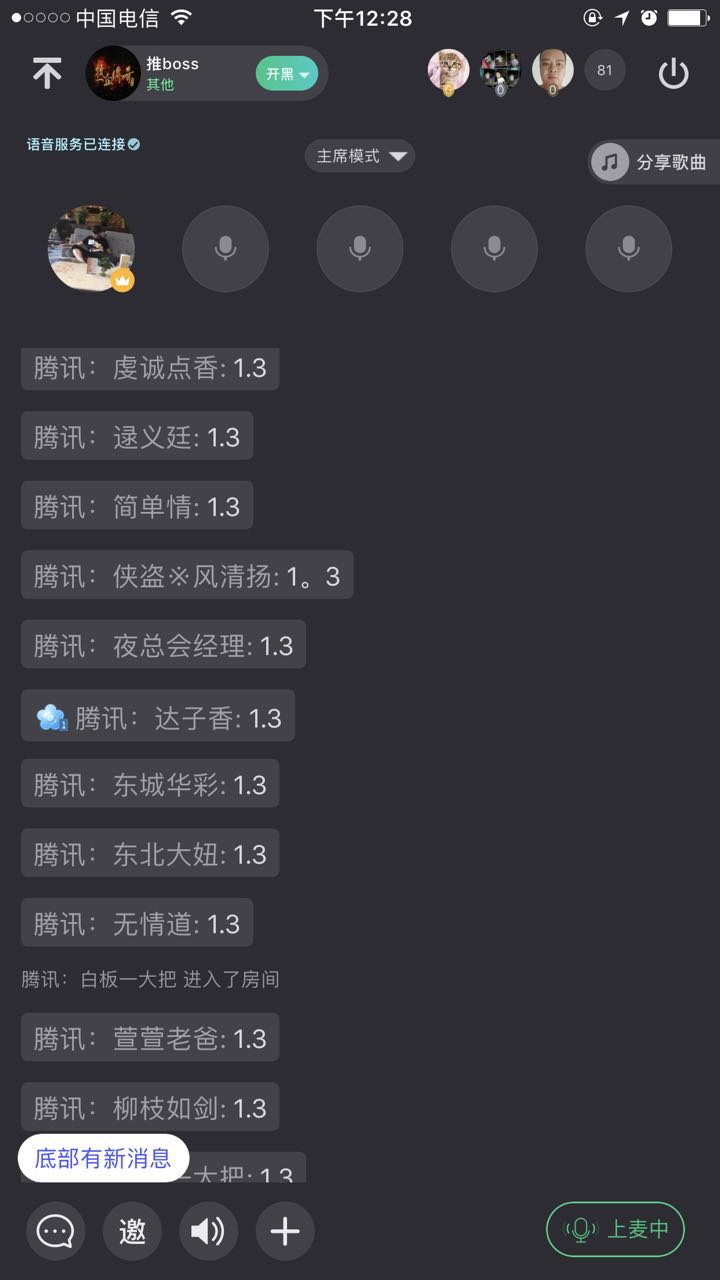 中国电信 下午12:28
推boss
其他
开黑
0 0 0 81
语音服务已连接
主席模式
分享歌曲
腾讯：虔诚点香: 1.3
腾讯：逯义廷: 1.3
腾讯：简单情: 1.3
腾讯：侠盗※风清扬: 1。3
腾讯：夜总会经理: 1.3
1 腾讯：达子香: 1.3
腾讯：东城华彩: 1.3
腾讯：东北大妞: 1.3
腾讯：无情道: 1.3
腾讯：白板一大把 进入了房间
腾讯：萱萱老爸: 1.3
腾讯：柳枝如剑: 1.3
一大把: 1.3
底部有新消息
邀
上麦中